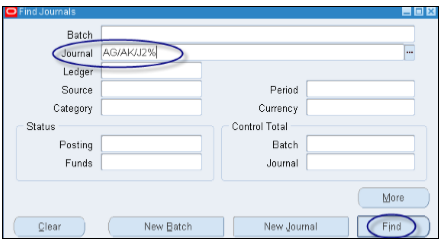 Find Journals
Batch
Journal AG/AK/J2%
Ledger
Source Period
Category Currency
Status Control Total
Posting Batch
Funds Journal
More
Clear New Batch New Journal Find